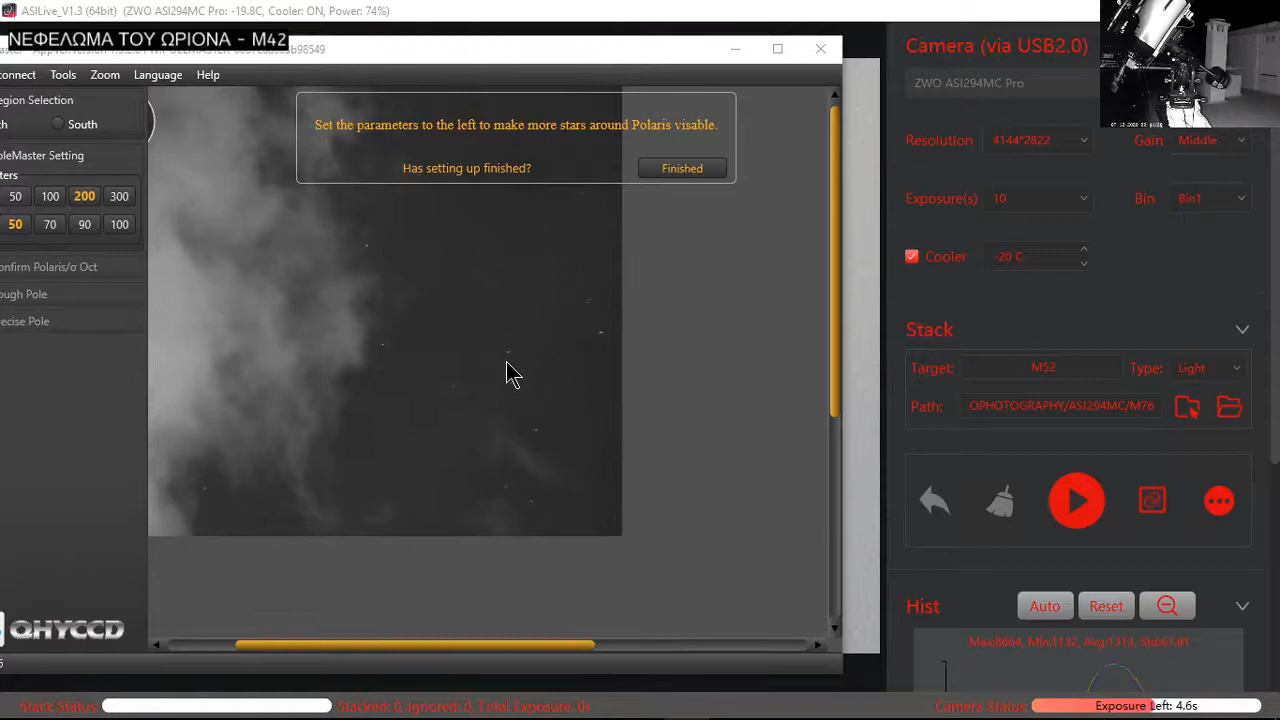 ASILive_V1.3 (64bit) (ZWO ASI294MC Pro: -19.8C, Cooler: ON, Power: 74%)
ΝΕΦΕΛΩΜΑ ΤΟΥ ΩΡΙΟΝΑ - M42
onnect Tools Zoom Language Help
egion Selection
th South
oleMaster Setting
ters
50 100 200 300
50 70 90 100
onfirm Polaris/σ Oct
ough Pole
recise Pole
Set the parameters to the left to make more stars around Polaris visable.
Has setting up finished? Finished
QHYCCD
Camera (via USB2.0)
ZWO ASI294MC Pro
Resolution 4144*2822 Gain Middle
Exposure(s) 10 Bin Bin1
Cooler -20 C
Stack
Target: M52 Type: Light
Path: OPHOTOGRAPHY/ASI294MC/M76
Hist Auto Reset
Max:8664, Min:1132, Avg:1313, Std:61.81
Stack Status: Stacked: 0, Ignored: 0, Total Exposure: 0s Camera Status: Exposure Left: 4.6s